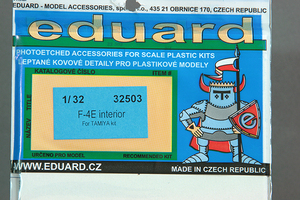 EDUARD - MODEL ACCESSORIES, spol. s r.o., 435 21 OBRNICE 170, CZECH REPUBLIC
eduard
PHOTOETCHED ACCESSORIES FOR SCALE PLASTIC KITS
LEPTANÉ KOVOVÉ DETAILY PRO PLASTIKOVÉ MODELY
KATALOGOVÉ ČÍSLO ITEM #
1/32 32503
F-4E interior
For TAMIYA kit
NÁZEV TITLE
URČENO PRO MODEL RECOMMENDED KIT
WWW.EDUARD.CZ
MADE IN CZECH REPUBLIC